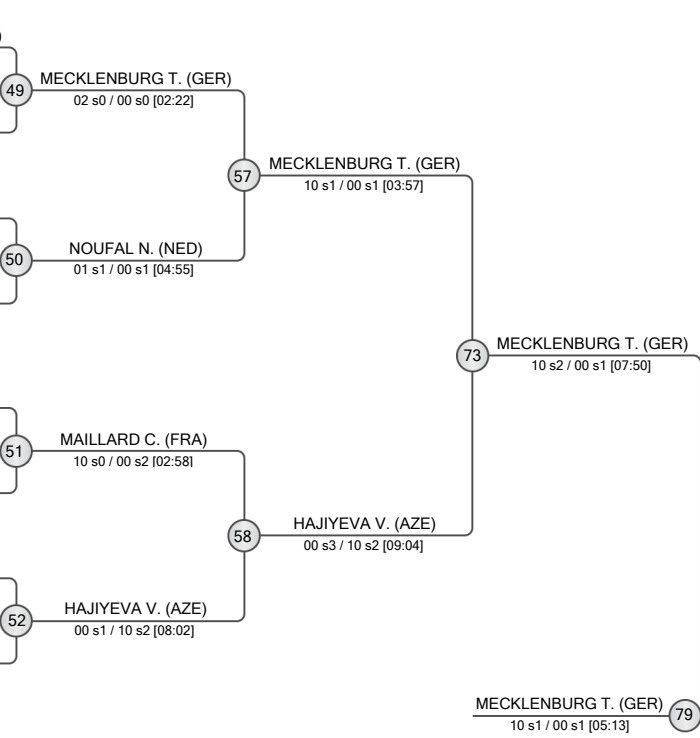 49
MECKLENBURG T. (GER)
02 s0 / 00 s0 [02:22]
57
MECKLENBURG T. (GER)
10 s1 / 00 s1 [03:57]
50
NOUFAL N. (NED)
01 s1 / 00 s1 [04:55]
73
MECKLENBURG T. (GER)
10 s2 / 00 s1 [07:50]
51
MAILLARD C. (FRA)
10 s0 / 00 s2 [02:58]
58
HAJIYEVA V. (AZE)
00 s3 / 10 s2 [09:04]
52
HAJIYEVA V. (AZE)
00 s1 / 10 s2 [08:02]
MECKLENBURG T. (GER)
79
10 s1 / 00 s1 [05:13]